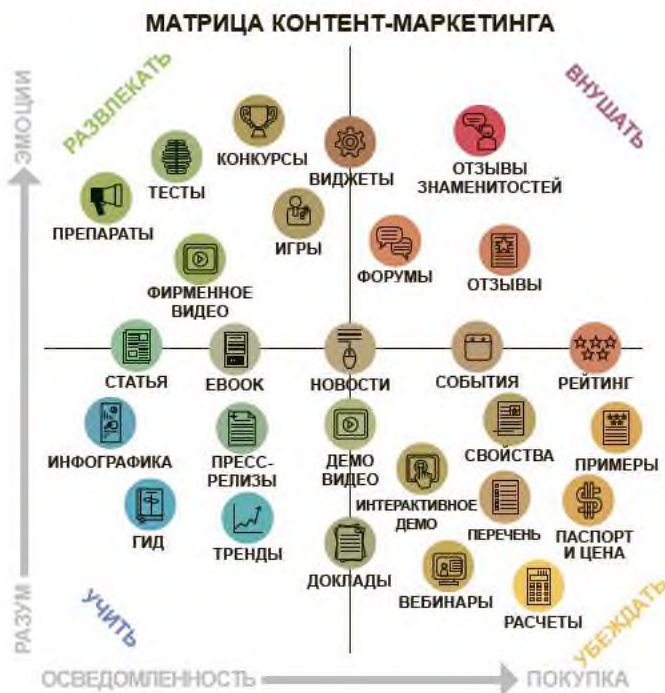 МАТРИЦА КОНТЕНТ-МАРКЕТИНГА
ЭМОЦИИ
РАЗВЛЕКАТЬ
ВНУШАТЬ
КОНКУРСЫ
ТЕСТЫ
ВИДЖЕТЫ
ОТЗЫВЫ
ЗНАМЕНИТОСТЕЙ
ПРЕПАРАТЫ
ИГРЫ
ФОРУМЫ
ОТЗЫВЫ
ФИРМЕННОЕ
ВИДЕО
СТАТЬЯ
EBOOK
НОВОСТИ
СОБЫТИЯ
РЕЙТИНГ
ИНФОГРАФИКА
ПРЕСС-
РЕЛИЗЫ
ДЕМО
ВИДЕО
СВОЙСТВА
ПРИМЕРЫ
ИНТЕРАКТИВНОЕ
ДЕМО
ГИД
ТРЕНДЫ
ПЕРЕЧЕНЬ
ПАСПОРТ
И ЦЕНА
ДОКЛАДЫ
ВЕБИНАРЫ
РАСЧЕТЫ
РАЗУМ
УЧИТЬ
УБЕЖДАТЬ
ОСВЕДОМЛЕННОСТЬ
ПОКУПКА